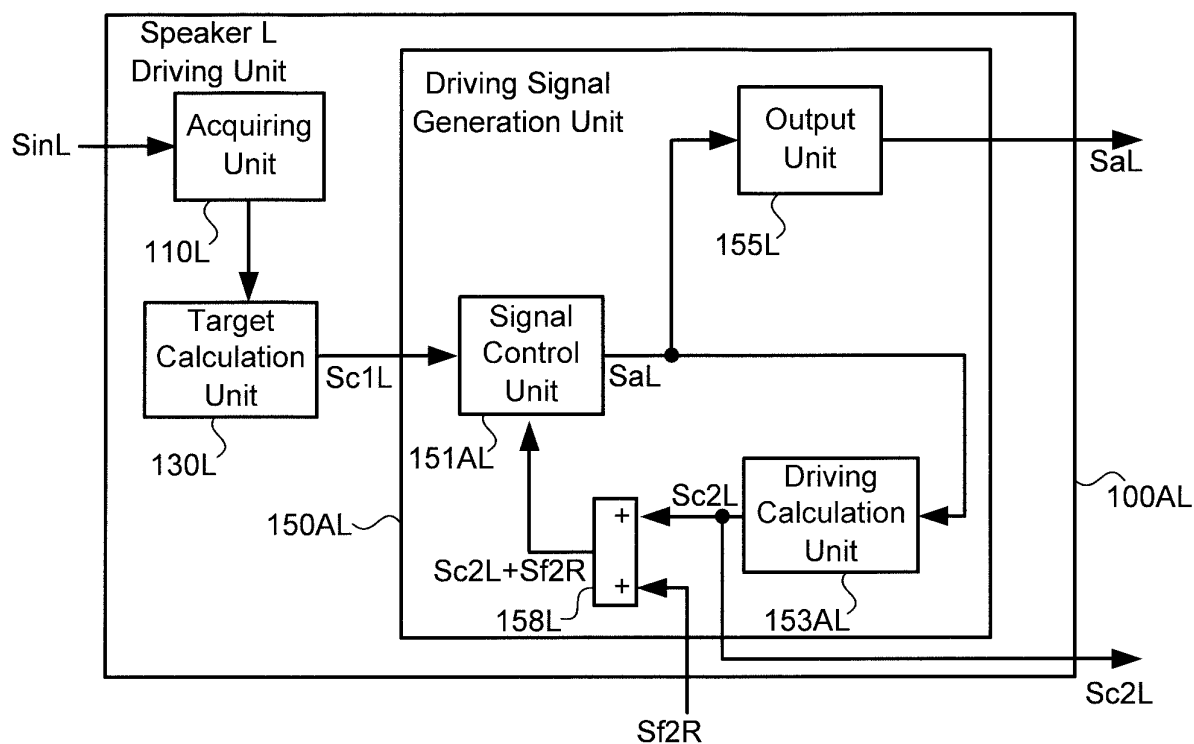 Speaker L
Driving Unit
Driving Signal
Generation Unit
SinL
Acquiring
Unit
110L
Output
Unit
155L
SaL
Target
Calculation
Unit
130L
Sc1L
Signal
Control
Unit
151AL
SaL
Driving
Calculation
Unit
153AL
Sc2L
+
+
Sc2L+Sf2R
158L
150AL
100AL
Sc2L
Sf2R